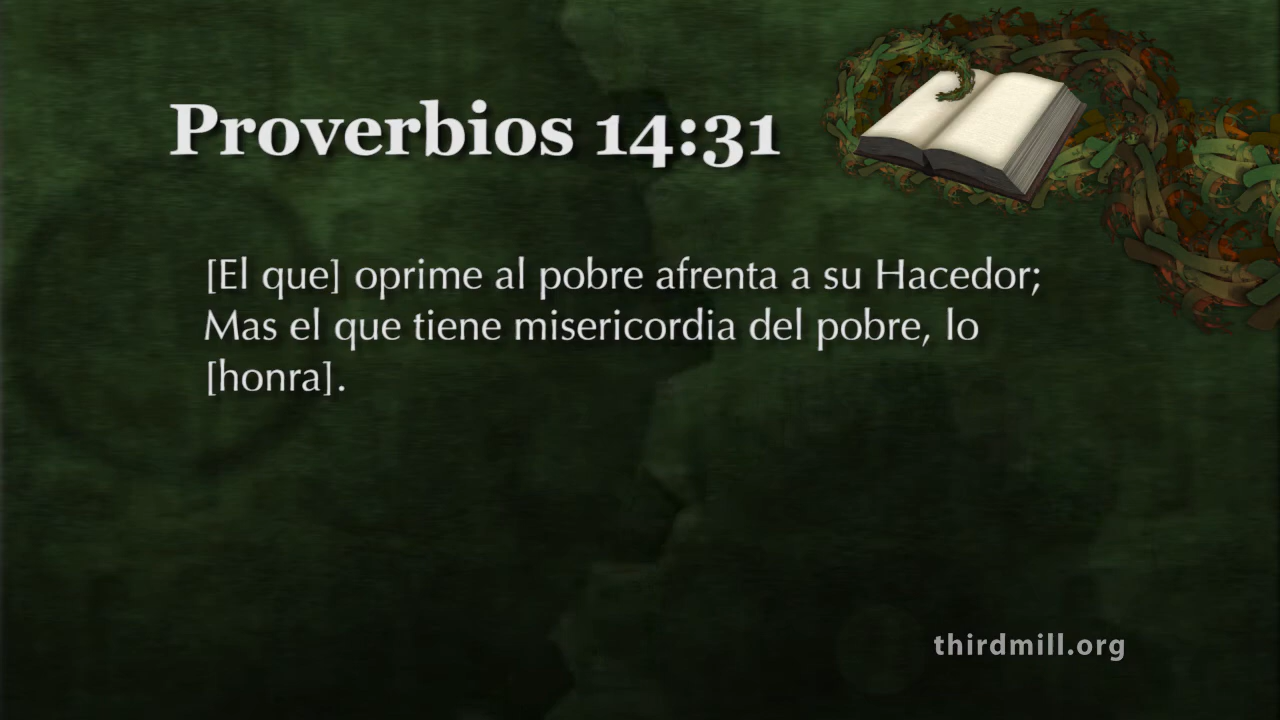 Proverbios 14:31
[El que] oprime al pobre afrenta a su Hacedor;
Mas el que tiene misericordia del pobre, lo
[honra].
thirdmill.org